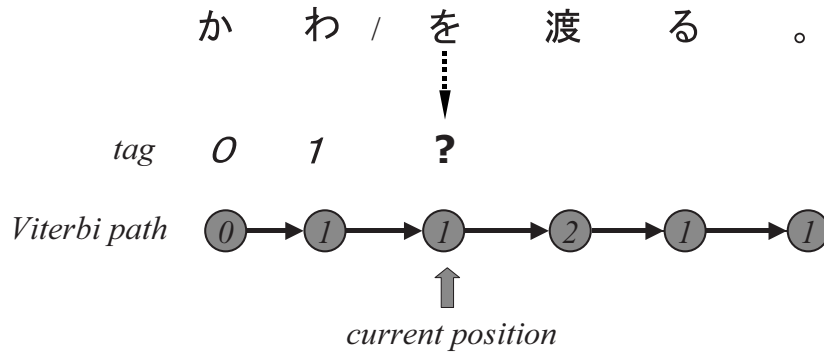 か わ / を 渡 る 。
tag 0 1 ?
Viterbi path 0 1 1 2 1 1
current position